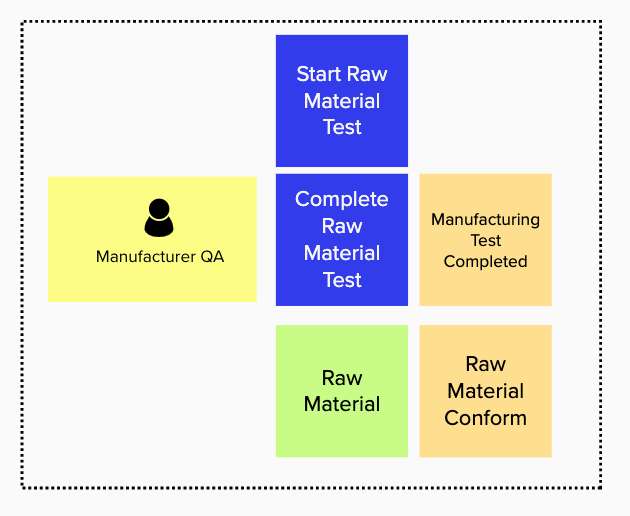 Start Raw
Material
Test
Manufacturer QA
Complete
Raw
Material
Test
Manufacturing
Test
Completed
Raw
Material
Raw
Material
Conform